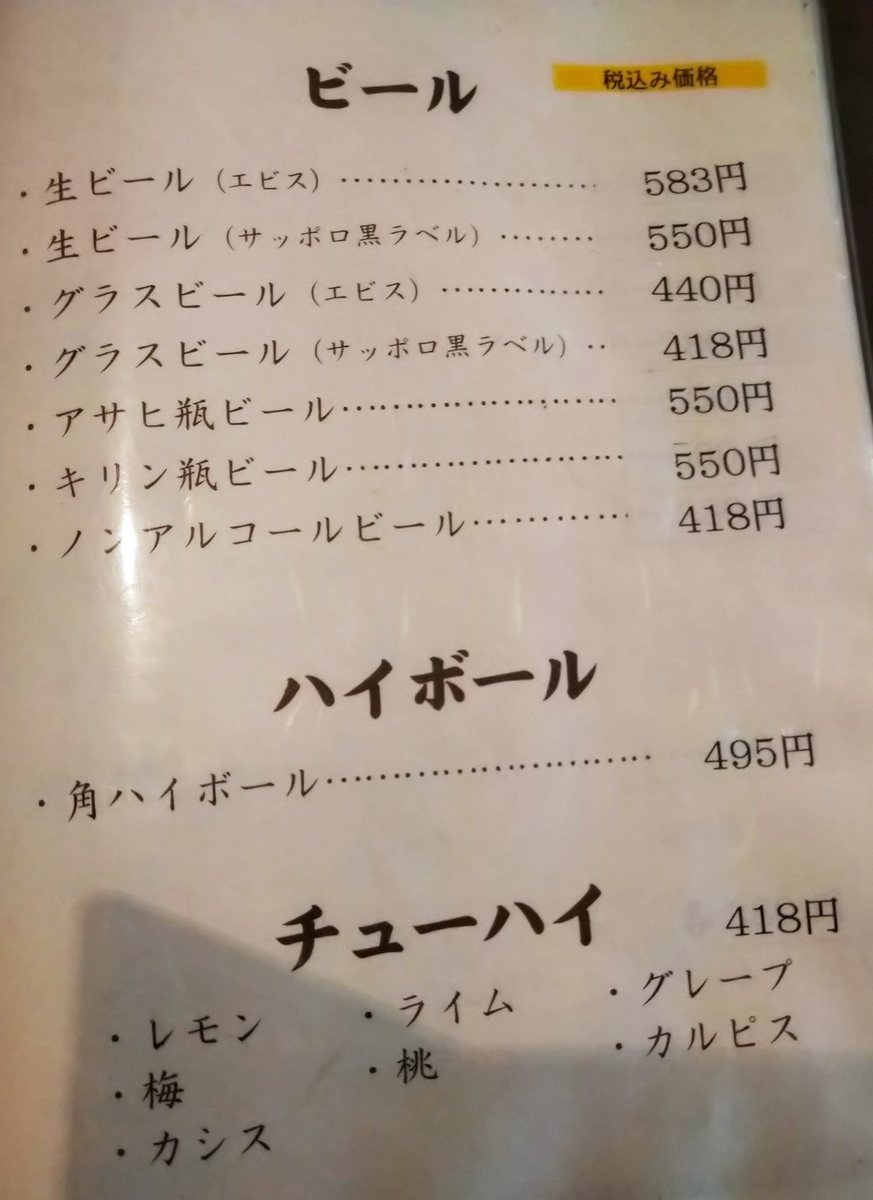 ビール 税込み価格
・生ビール（エビス）………………… 583円
・生ビール（サッポロ黒ラベル）……… 550円
・グラスビール（エビス）…………… 440円
・グラスビール（サッポロ黒ラベル）‥ 418円
・アサヒ瓶ビール…………………… 550円
・キリン瓶ビール…………………… 550円
・ノンアルコールビール………… 418円
ハイボール
・角ハイボール……………………… 495円
チューハイ 418円
・レモン ・ライム ・グレープ
・梅 ・桃 ・カルピス
・カシス